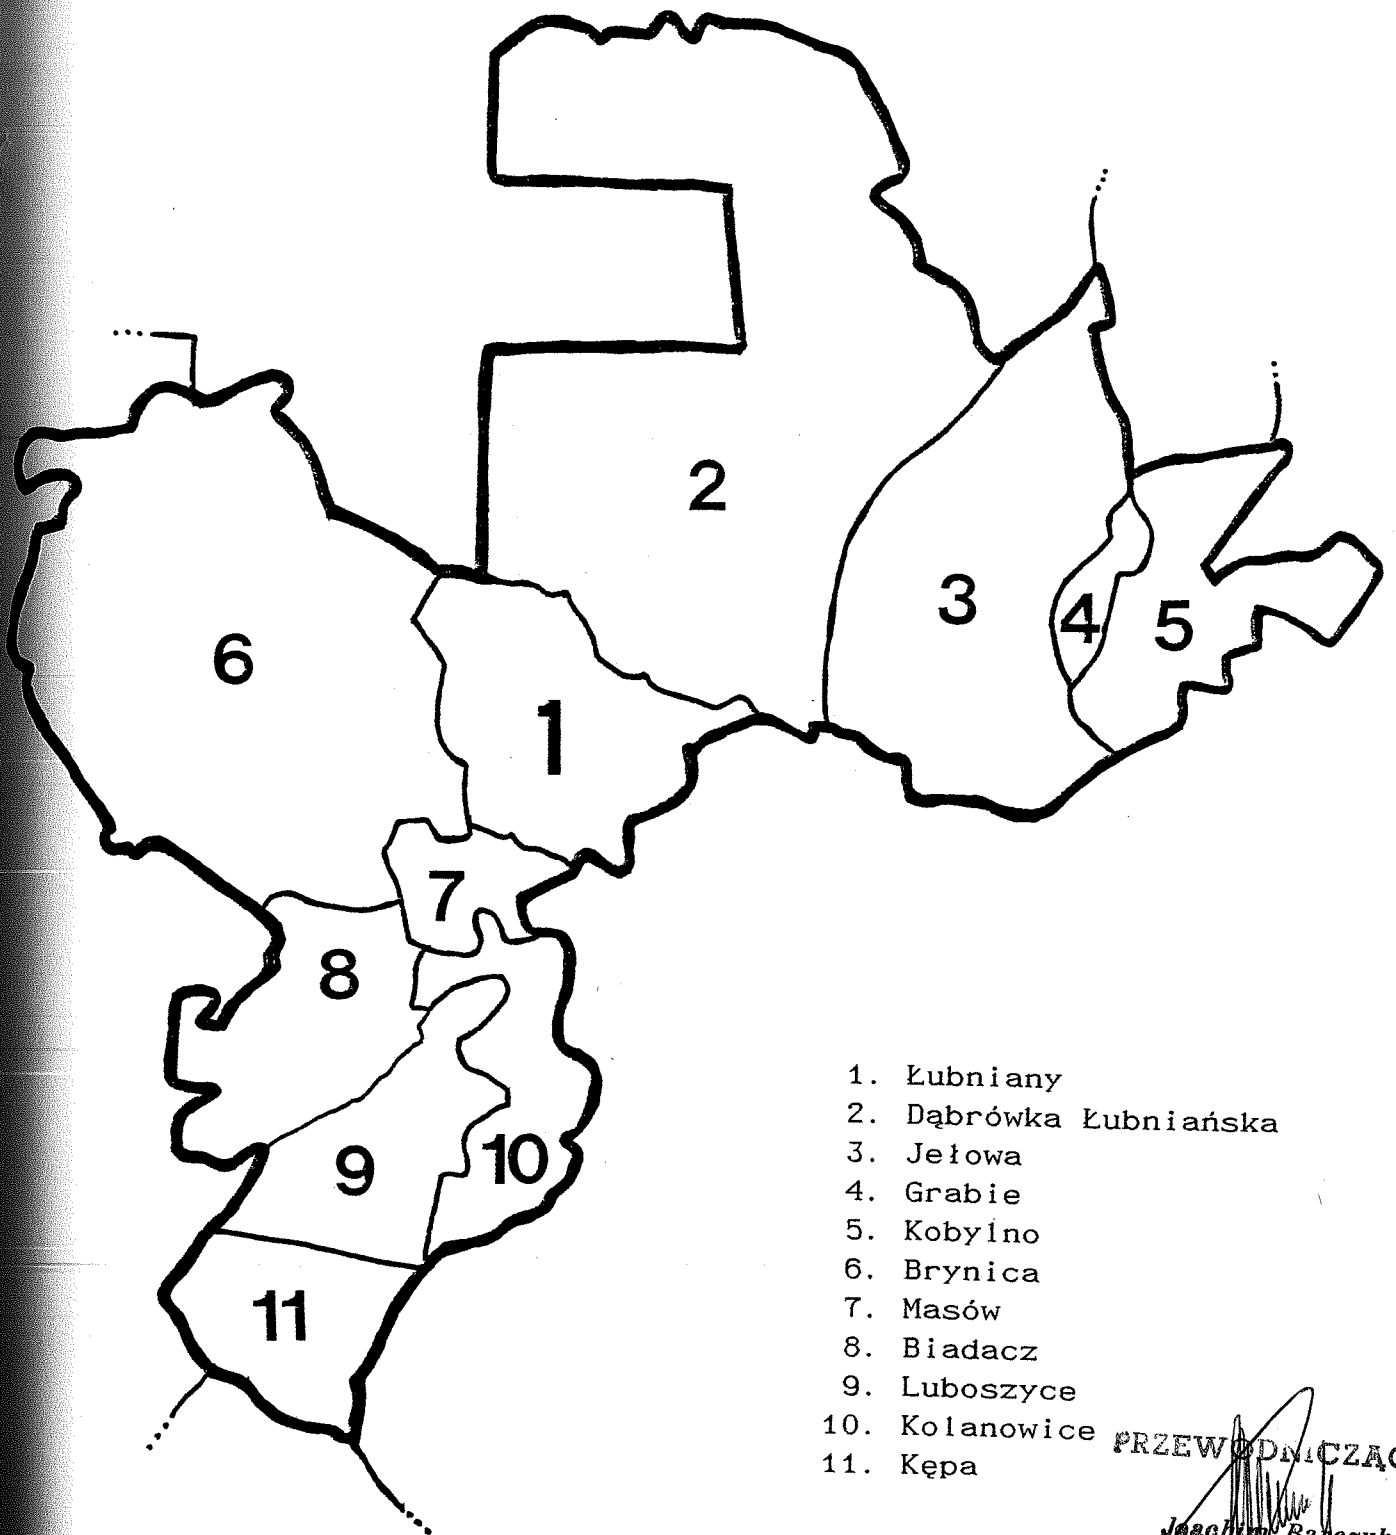 2
3
4
5
6
1
7
8
9
10
11
1. Łubniany
2. Dąbrówka Łubniańska
3. Jełowa
4. Grabie
5. Kobylno
6. Brynica
7. Masów
8. Biadacz
9. Luboszyce
10. Kolanowice
11. Kępa
Joachim